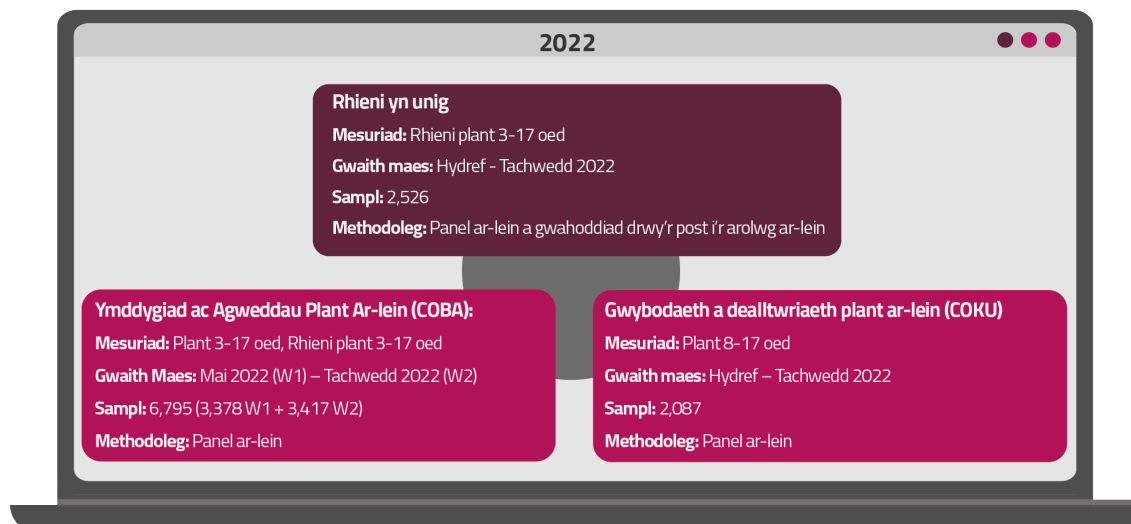 2022
Rhieni yn unig
Mesuriad: Rhieni plant 3-17 oed
Gwaith maes: Hydref - Tachwedd 2022
Sampl: 2,526
Methodoleg: Panel ar-lein a gwahoddiad drwy'r post i'r arolwg ar-lein
Ymddygiad ac Agweddau Plant Ar-lein (COBA):
Mesuriad: Plant 3-17 oed, Rhieni plant 3-17 oed
Gwaith Maes: Mai 2022 (W1) – Tachwedd 2022 (W2)
Sampl: 6,795 (3,378 W1 + 3,417 W2)
Methodoleg: Panel ar-lein
Gwybodaeth a dealltwriaeth plant ar-lein (COKU)
Mesuriad: Plant 8-17 oed
Gwaith maes: Hydref – Tachwedd 2022
Sampl: 2,087
Methodoleg: Panel ar-lein